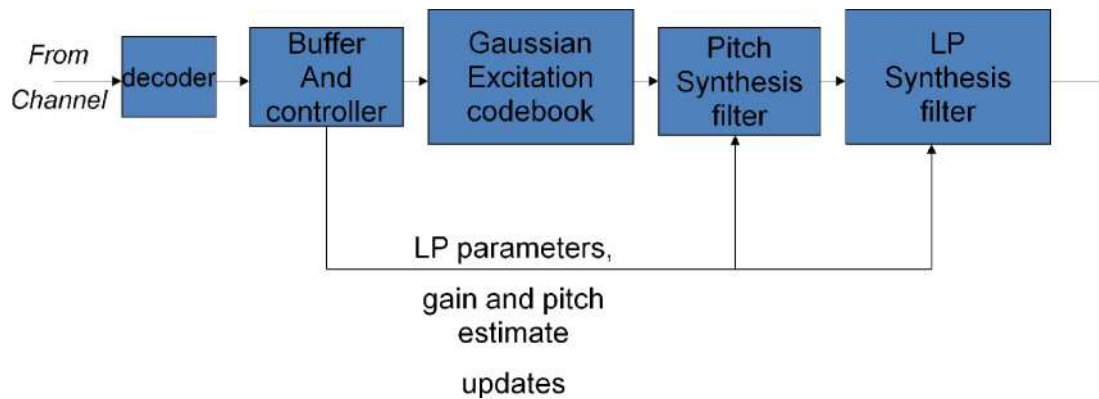 From
Channel
decoder
Buffer
And
controller
Gaussian
Excitation
codebook
Pitch
Synthesis
filter
LP
Synthesis
filter
LP parameters,
gain and pitch
estimate
updates